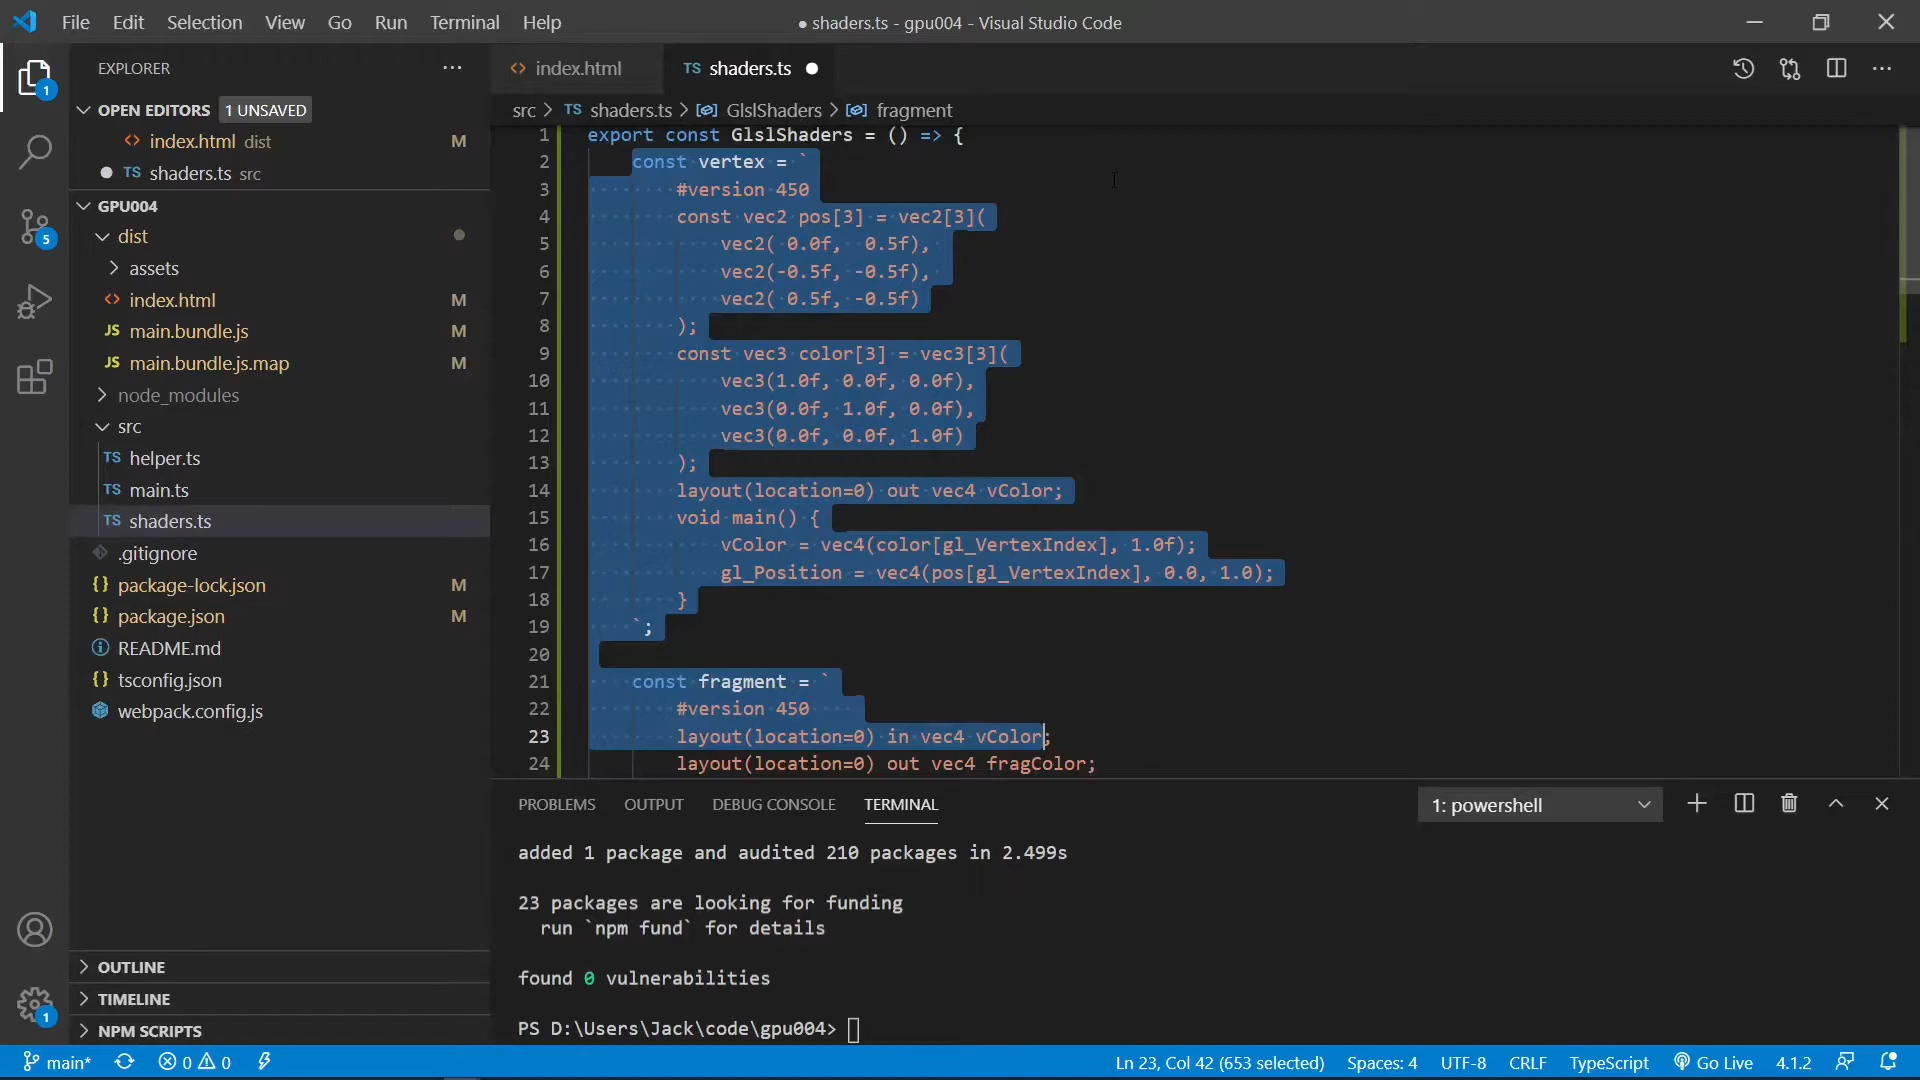 File Edit Selection View Go Run Terminal Help
● shaders.ts - gpu004 - Visual Studio Code
EXPLORER
OPEN EDITORS 1 UNSAVED
index.html dist M
TS shaders.ts src
GPU004
dist
assets
index.html M
JS main.bundle.js M
JS main.bundle.js.map M
node_modules
src
TS helper.ts
TS main.ts
TS shaders.ts
.gitignore
{} package-lock.json M
{} package.json M
README.md
{} tsconfig.json
webpack.config.js
OUTLINE
TIMELINE
NPM SCRIPTS
1
5
1
<> index.html TS shaders.ts ●
src > TS shaders.ts > GlslShaders > fragment
1 export const GlslShaders = () => {
2 const vertex = `
3 #version 450
4 const vec2 pos[3] = vec2[3](
5 vec2( 0.0f, 0.5f),
6 vec2(-0.5f, -0.5f),
7 vec2( 0.5f, -0.5f)
8 );
9 const vec3 color[3] = vec3[3](
10 vec3(1.0f, 0.0f, 0.0f),
11 vec3(0.0f, 1.0f, 0.0f),
12 vec3(0.0f, 0.0f, 1.0f)
13 );
14 layout(location=0) out vec4 vColor;
15 void main() {
16 vColor = vec4(color[gl_VertexIndex], 1.0f);
17 gl_Position = vec4(pos[gl_VertexIndex], 0.0, 1.0);
18 }
19 `;
20
21 const fragment = `
22 #version 450
23 layout(location=0) in vec4 vColor;
24 layout(location=0) out vec4 fragColor;
PROBLEMS OUTPUT DEBUG CONSOLE TERMINAL 1: powershell
added 1 package and audited 210 packages in 2.499s
23 packages are looking for funding
run `npm fund` for details
found 0 vulnerabilities
PS D:\Users\Jack\code\gpu004>
main* 0 0 Ln 23, Col 42 (653 selected) Spaces: 4 UTF-8 CRLF TypeScript Go Live 4.1.2